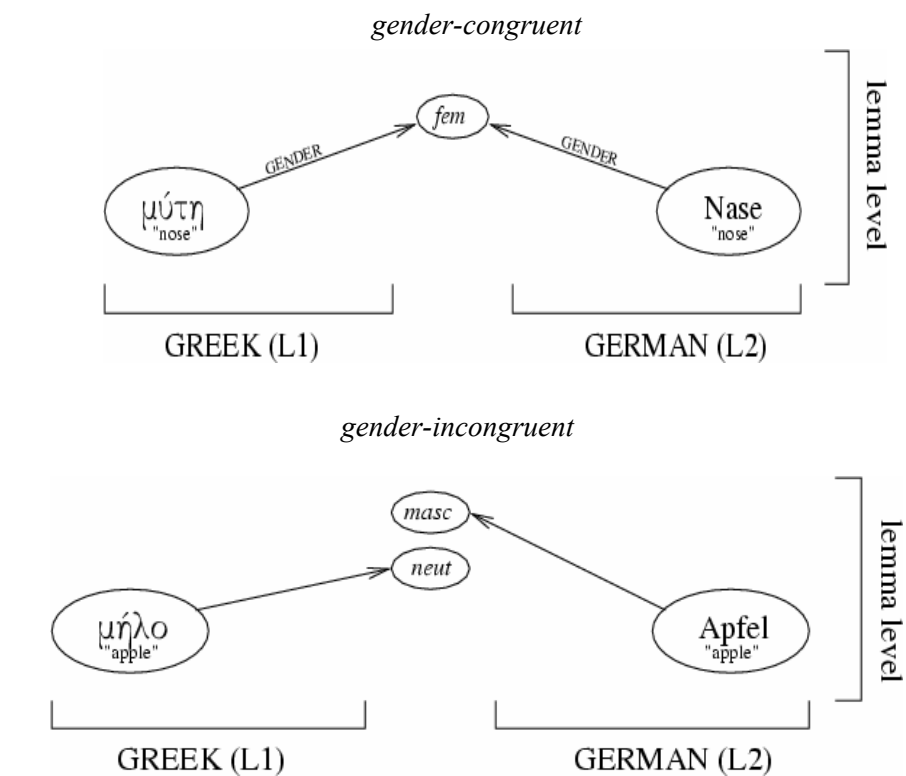 gender-congruent
fem
GENDER
GENDER
μύτη
"nose"
Nase
"nose"
lemma level
GREEK (L1)
GERMAN (L2)
gender-incongruent
masc
neut
μήλο
"apple"
Apfel
"apple"
lemma level
GREEK (L1)
GERMAN (L2)